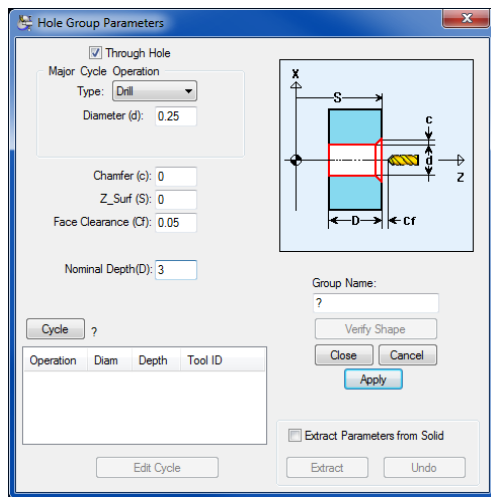 Hole Group Parameters
Through Hole
Major Cycle Operation
Type: Drill
Diameter (d): 0.25
Chamfer (c): 0
Z_Surf (S): 0
Face Clearance (Cf): 0.05
Nominal Depth(D): 3
X
S
c
d
Z
D
Cf
Group Name:
?
Verify Shape
Close Cancel
Apply
Cycle ?
Operation Diam Depth Tool ID
Edit Cycle
Extract Parameters from Solid
Extract Undo